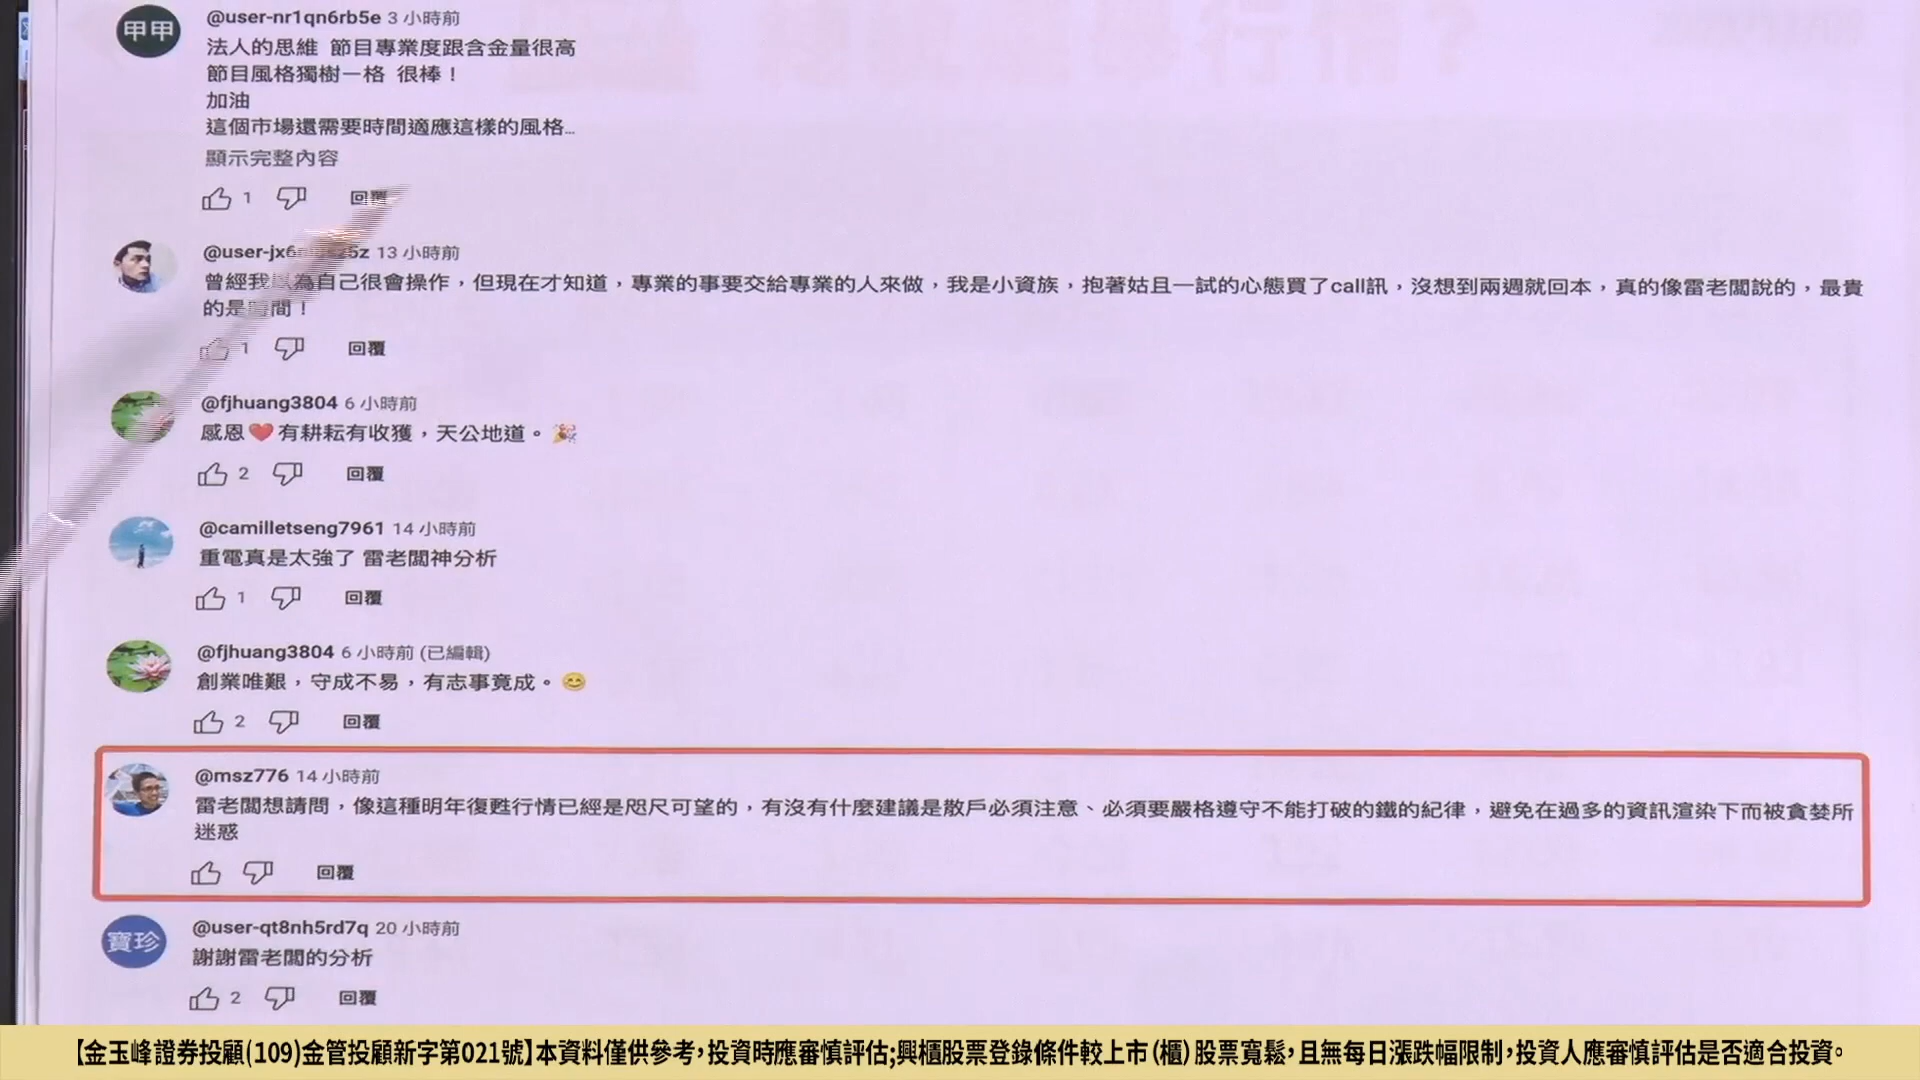 甲甲
@user-nr1qn6rb5e 3 小時前
法人的思維 節目專業度跟含金量很高
節目風格獨樹一格 很棒！
加油
這個市場還需要時間適應這樣的風格...
顯示完整內容
1 回覆
13 小時前
曾經我以為自己很會操作，但現在才知道，專業的事要交給專業的人來做，我是小資族，抱著姑且一試的心態買了call訊，沒想到兩週就回本，真的像雷老闆說的，最貴
的是時間！
1 回覆
@fjhuang3804 6 小時前
感恩❤️有耕耘有收獲，天公地道。🎉
2 回覆
@camilletseng7961 14 小時前
重電真是太強了 雷老闆神分析
1 回覆
@fjhuang3804 6 小時前 (已編輯)
創業唯艱，守成不易，有志事竟成。😊
2 回覆
@msz776 14 小時前
雷老闆想請問，像這種明年復甦行情已經是咫尺可望的，有沒有什麼建議是散戶必須注意、必須要嚴格遵守不能打破的鐵的紀律，避免在過多的資訊渲染下而被貪婪所
迷惑
回覆
寶珍
@user-qt8nh5rd7q 20 小時前
謝謝雷老闆的分析
2 回覆
【金玉峰證券投顧(109)金管投顧新字第021號】本資料僅供參考，投資時應審慎評估;興櫃股票登錄條件較上市(櫃)股票寬鬆，且無每日漲跌幅限制，投資人應審慎評估是否適合投資。